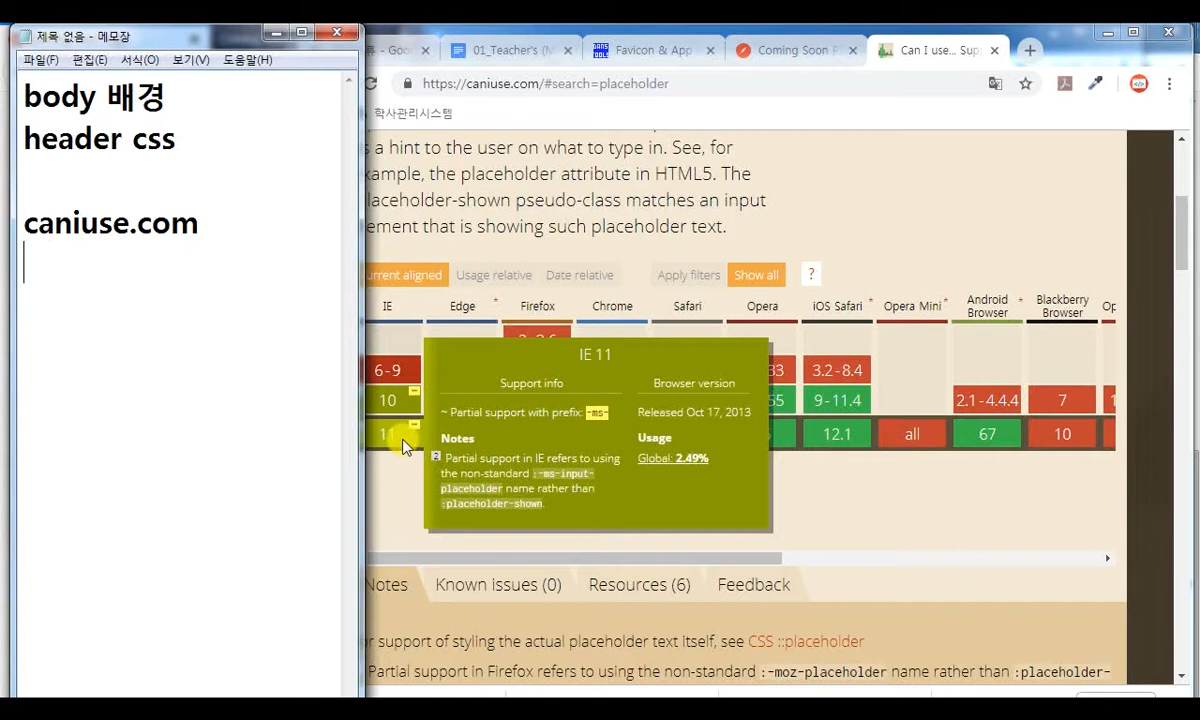 제목 없음 - 메모장
파일(F) 편집(E) 서식(O) 보기(V) 도움말(H)
body 배경
header css
caniuse.com
01_Teacher's (M
Favicon & App
Coming Soon P
Can I use... Sup
https://caniuse.com/#search=placeholder
학사관리시스템
s a hint to the user on what to type in. See, for
xample, the placeholder attribute in HTML5. The
laceholder-shown pseudo-class matches an input
ement that is showing such placeholder text.
urrent aligned Usage relative Date relative Apply filters Show all ?
IE Edge * Firefox Chrome Safari Opera iOS Safari * Opera Mini * Android Browser * Blackberry Browser Op
6-9 3.2-8.4
10 9-11.4 2.1-4.4.4 7
11 12.1 all 67 10
IE 11
Support info
~ Partial support with prefix: -ms-
Notes
2 Partial support in IE refers to using
the non-standard :-ms-input-
placeholder name rather than
:placeholder-shown.
Browser version
Released Oct 17, 2013
Usage
Global: 2.49%
Notes Known issues (0) Resources (6) Feedback
or support of styling the actual placeholder text itself, see CSS ::placeholder
Partial support in Firefox refers to using the non-standard :-moz-placeholder name rather than :placeholder-